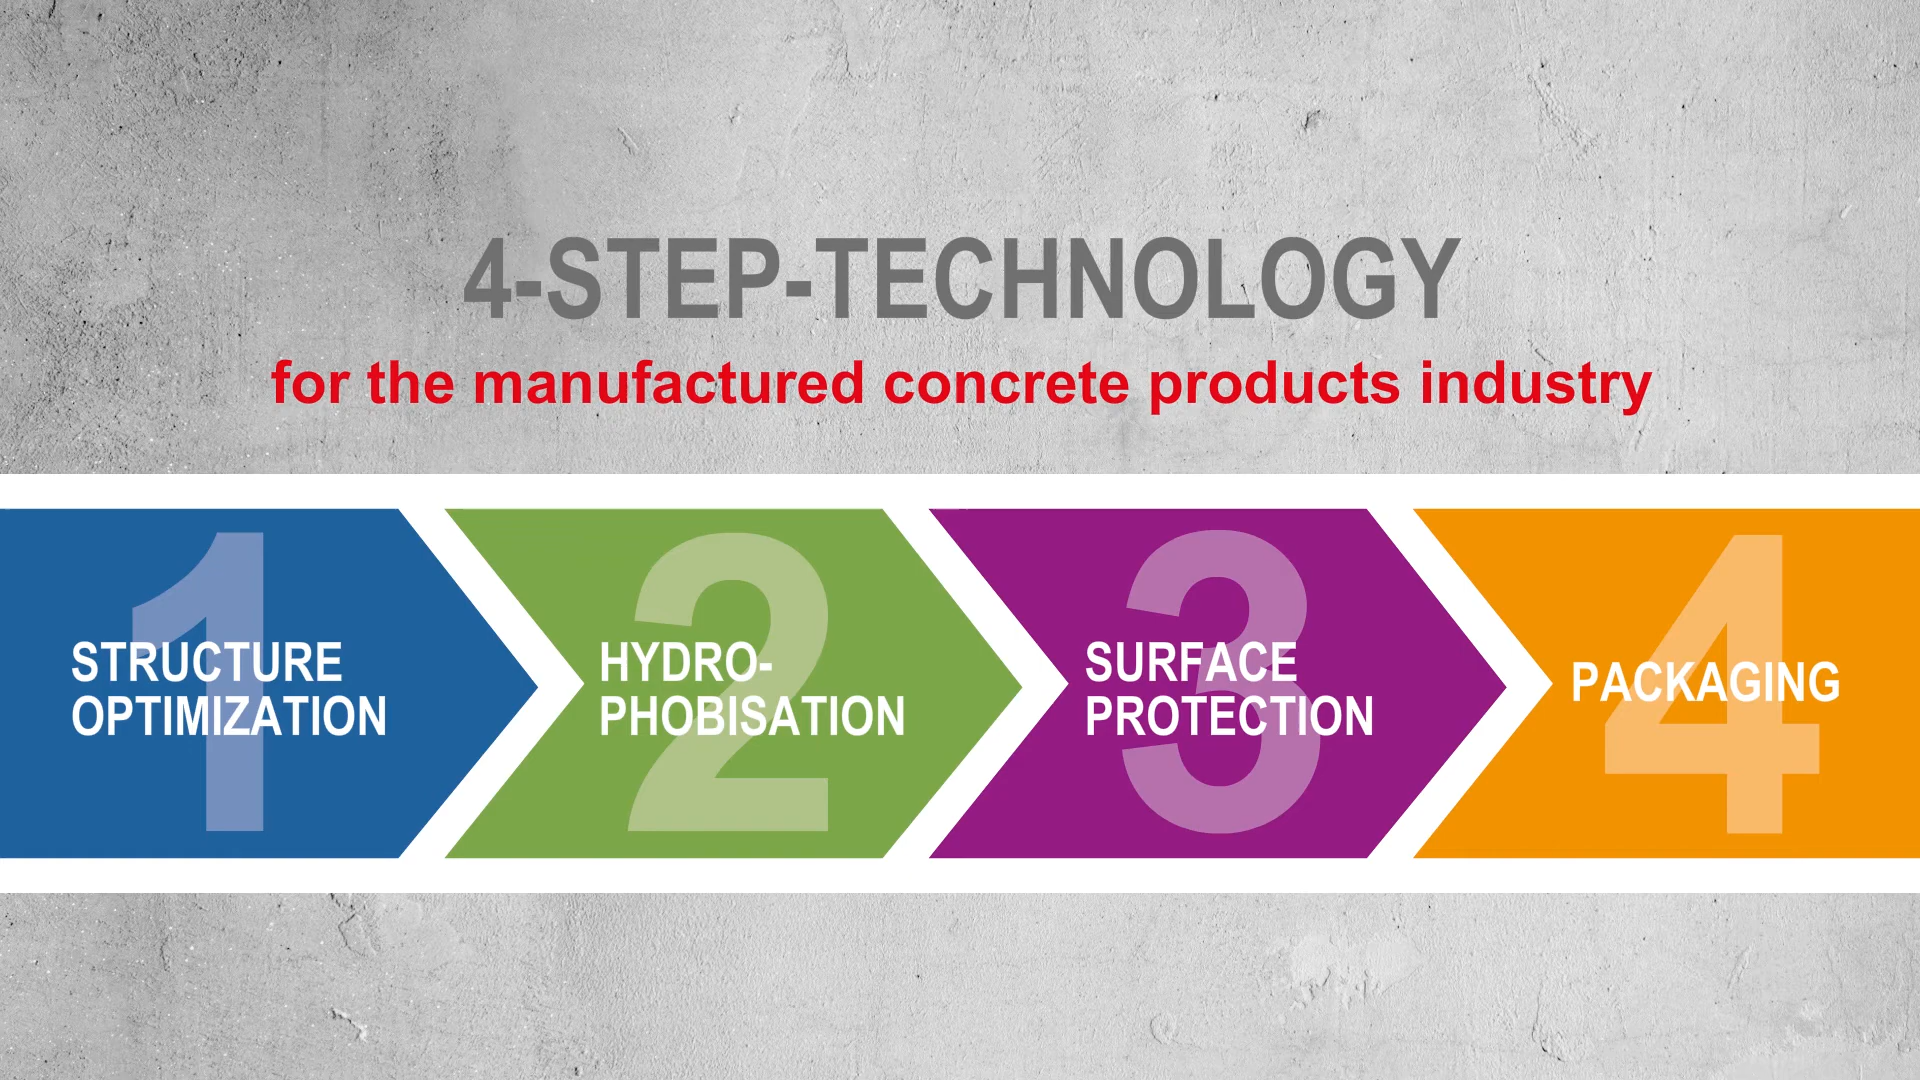 4-STEP-TECHNOLOGY
for the manufactured concrete products industry
1
STRUCTURE
OPTIMIZATION
2
HYDRO-
PHOBISATION
3
SURFACE
PROTECTION
4
PACKAGING